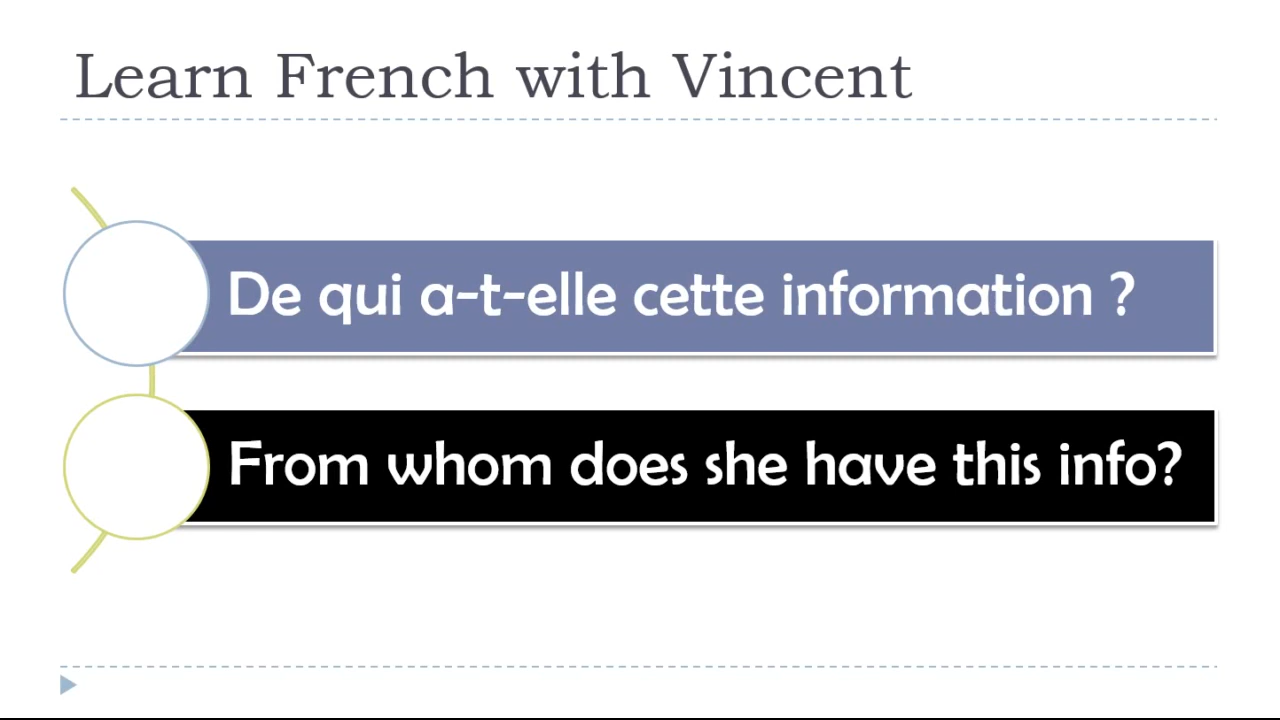 Learn French with Vincent
De qui a-t-elle cette information ?
From whom does she have this info?